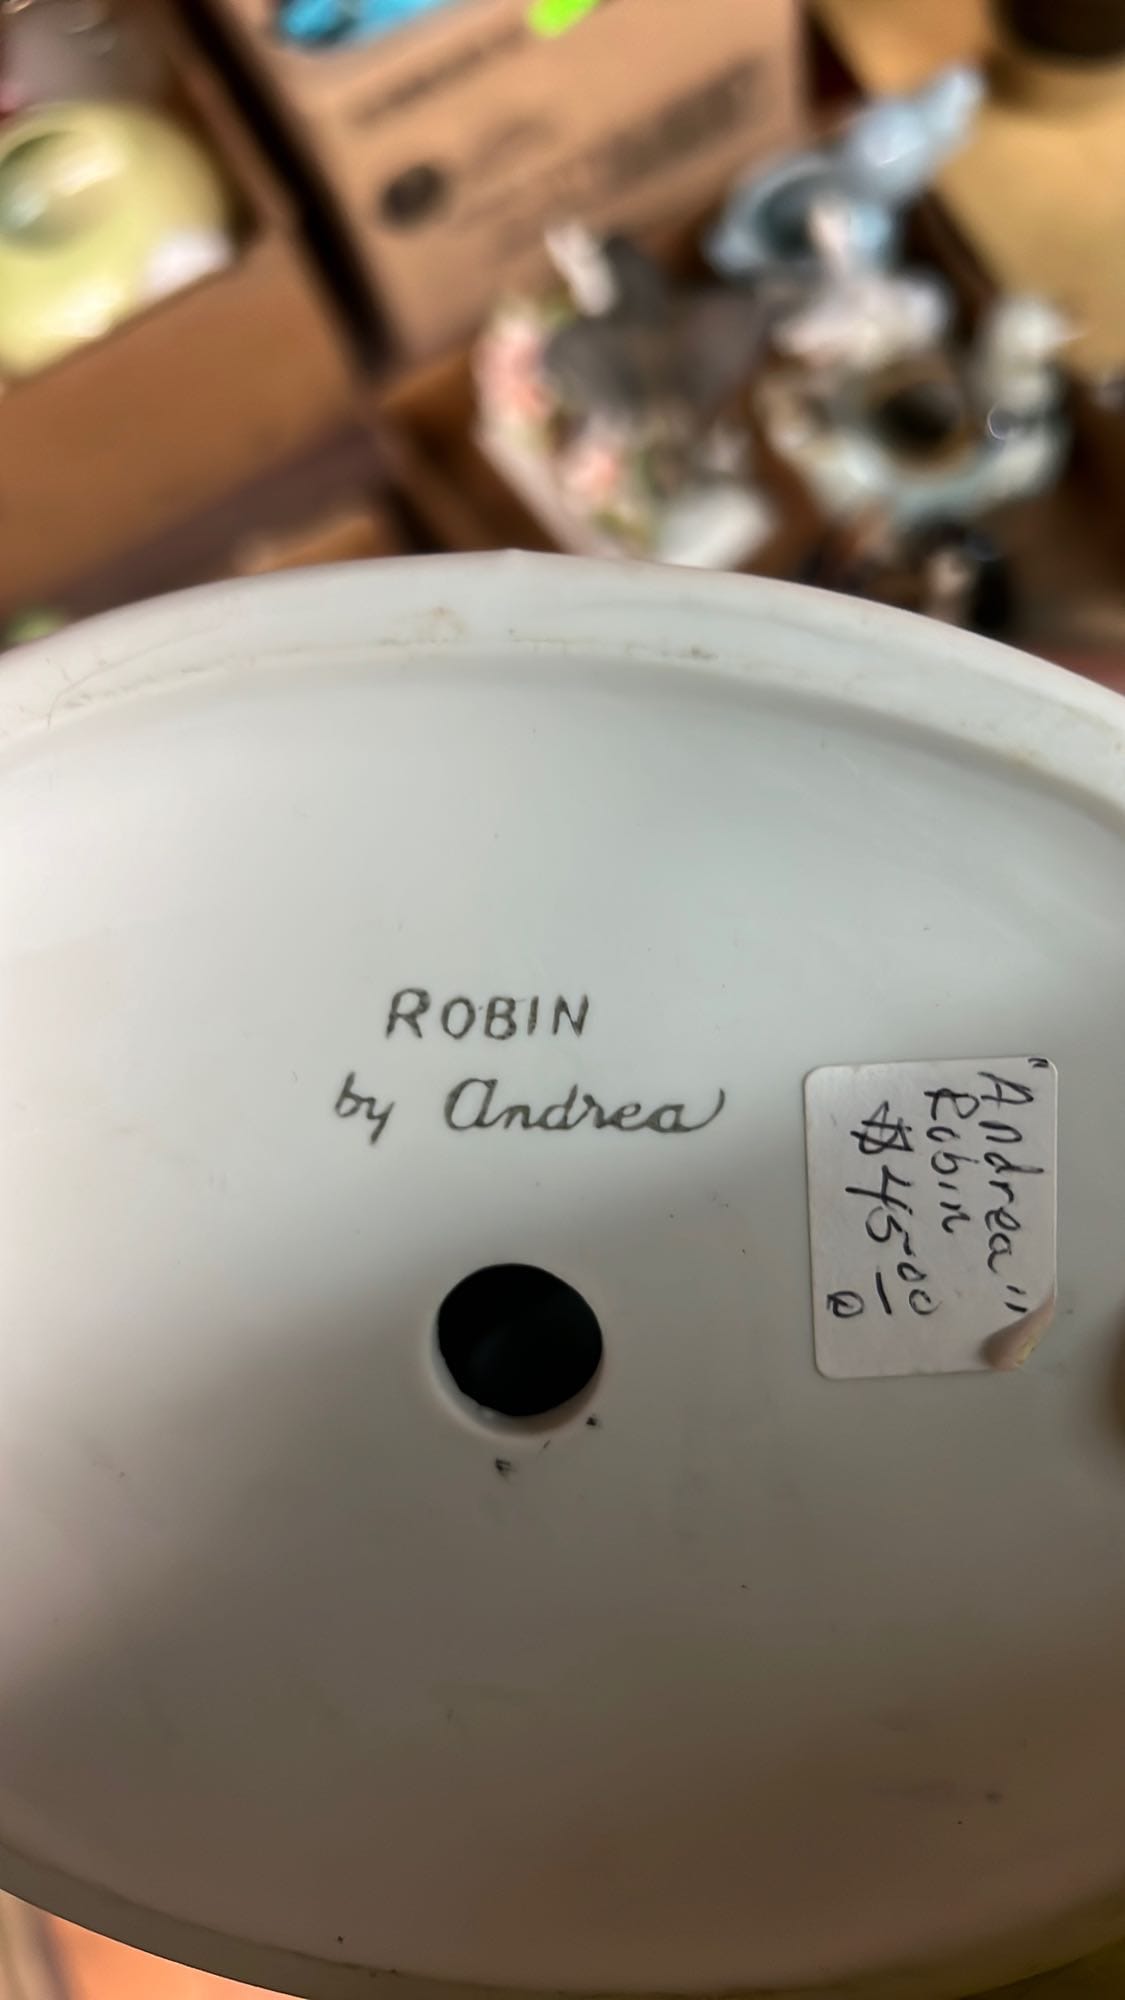 ROBIN
by Andrea
"Andrea"
Robin
$45.00